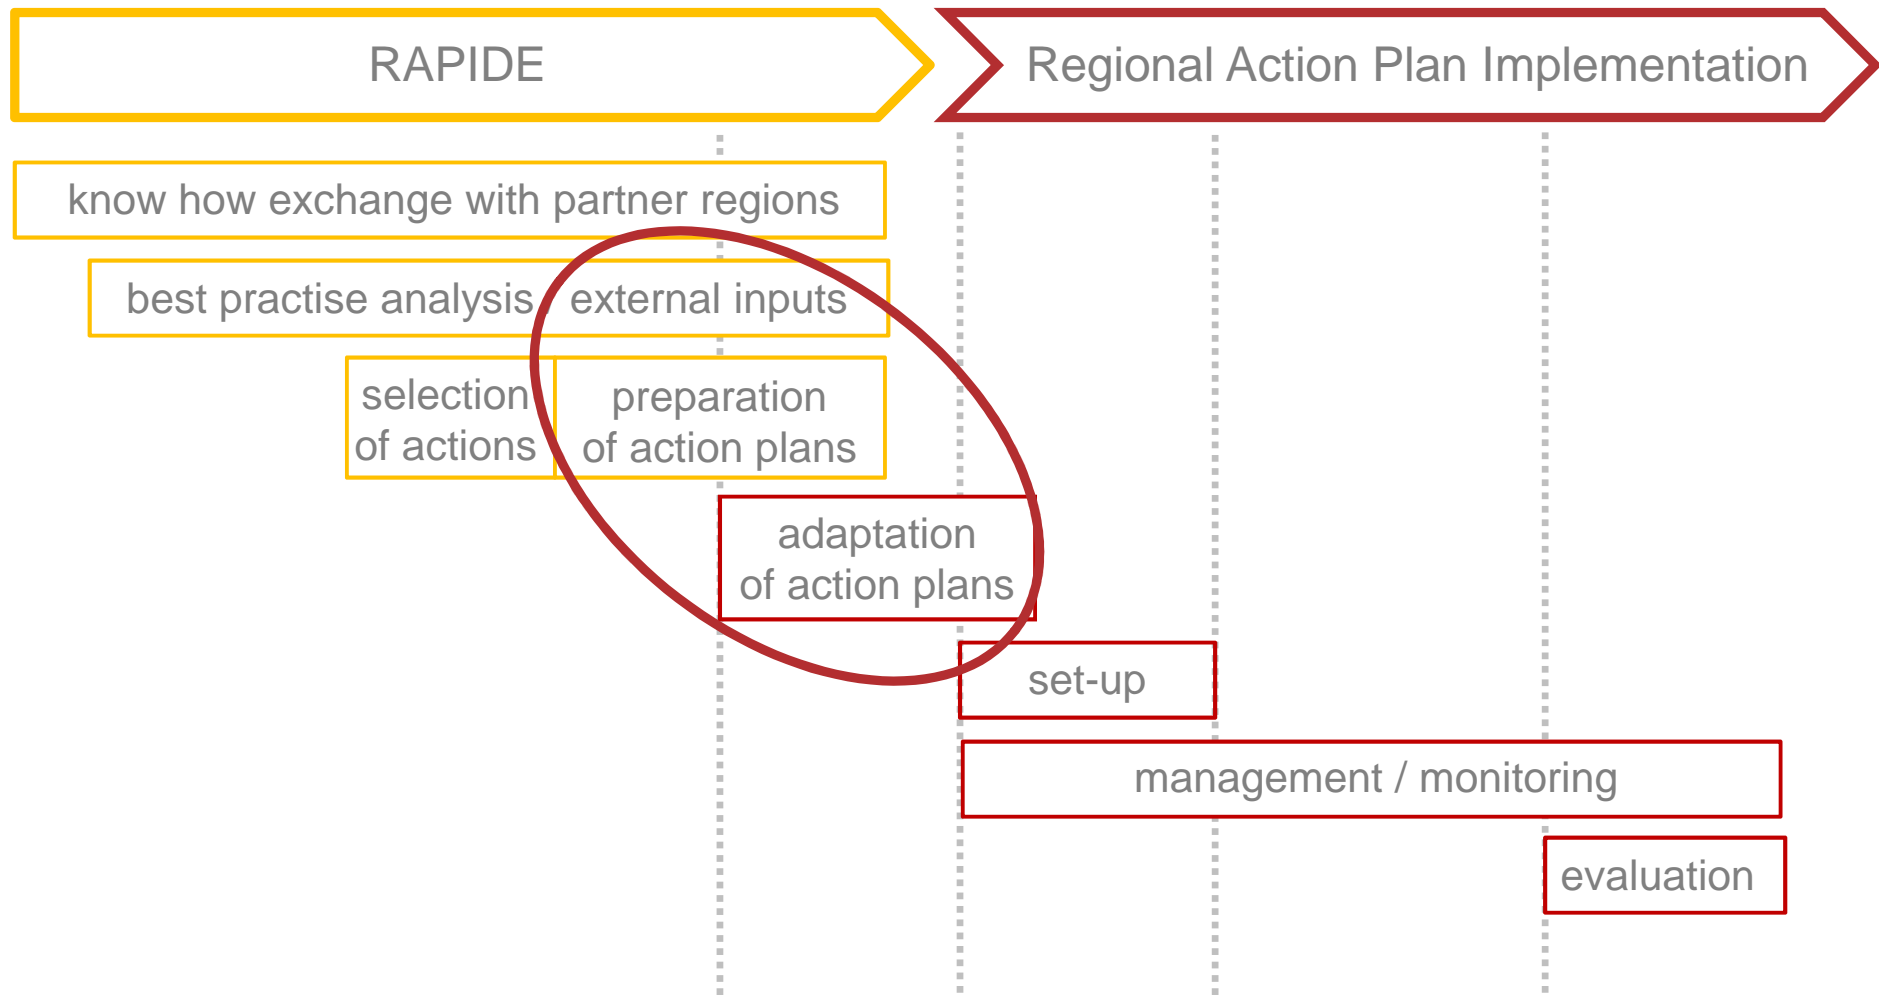 RAPIDE
Regional Action Plan Implementation
know how exchange with partner regions
best practise analysis / external inputs
selection
of actions
preparation
of action plans
adaptation
of action plans
set-up
management / monitoring
evaluation